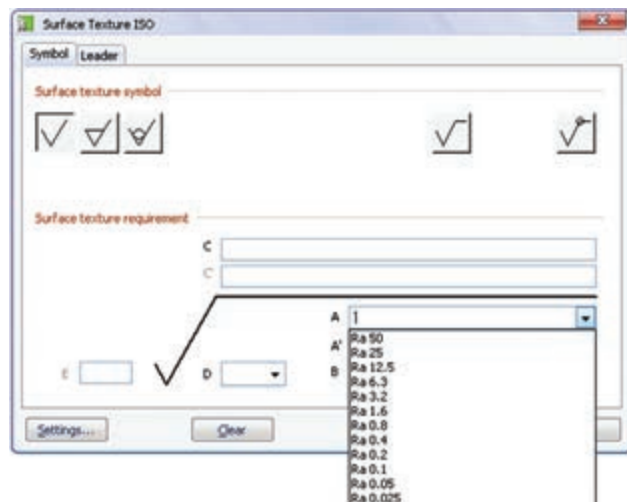 Surface Texture ISO
Symbol Leader
Surface texture symbol
Surface texture requirement
C
C'
A 1
A'
B
E
D
Ra 50
Ra 25
Ra 12.5
Ra 6.3
Ra 3.2
Ra 1.6
Ra 0.8
Ra 0.4
Ra 0.2
Ra 0.1
Ra 0.05
Ra 0.025
Settings... Clear